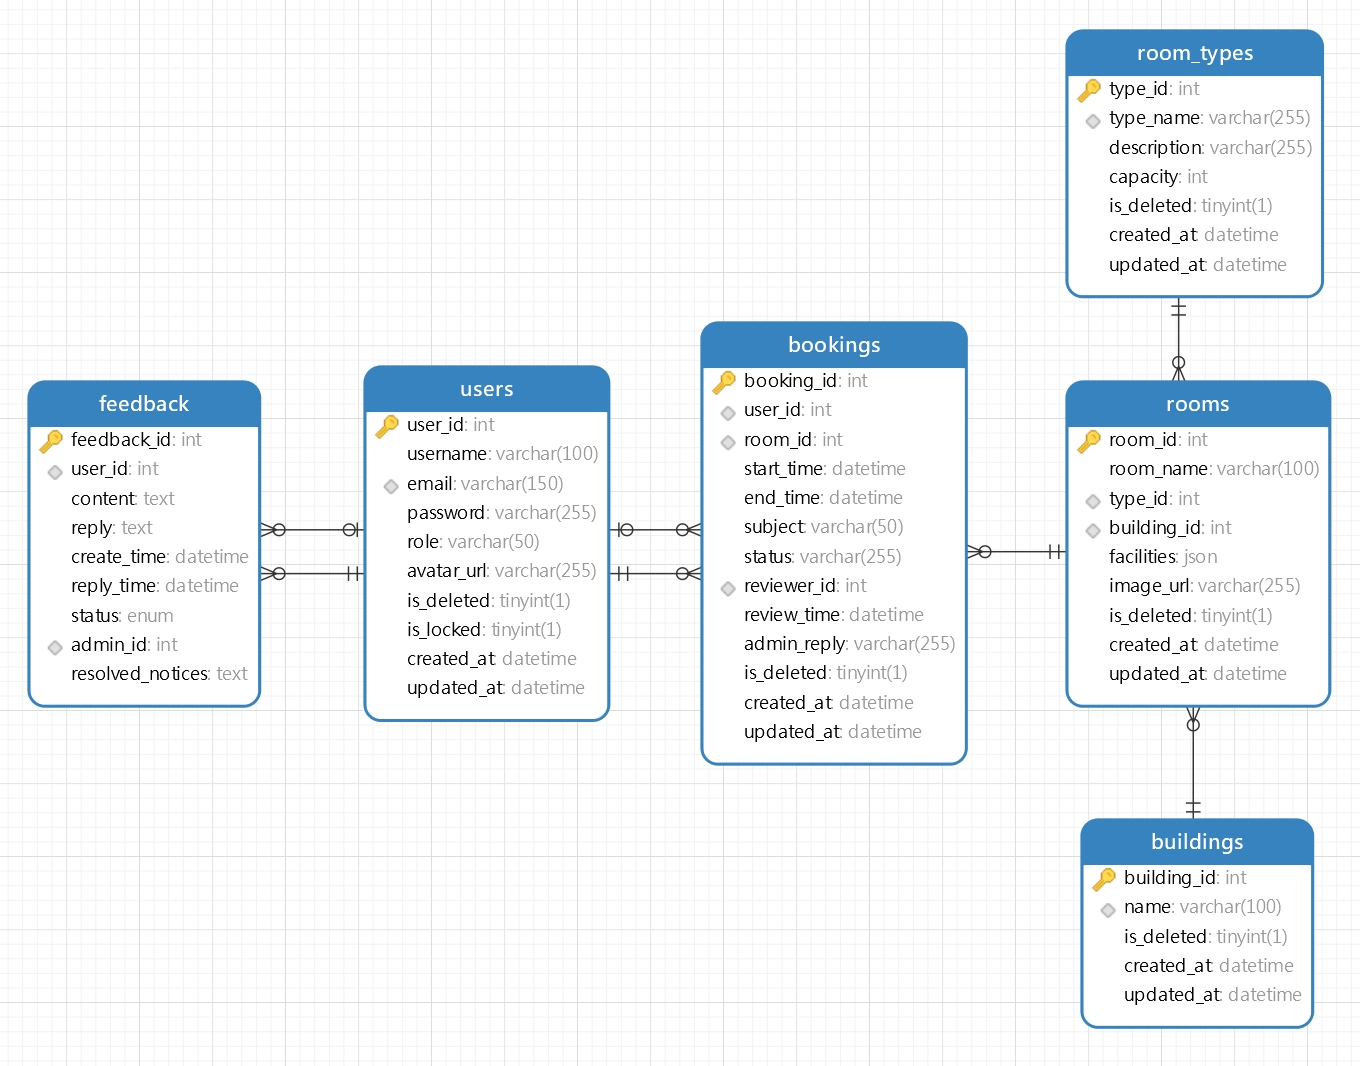 room_types
type_id: int
type_name: varchar(255)
description: varchar(255)
capacity: int
is_deleted: tinyint(1)
created_at: datetime
updated_at: datetime
bookings
booking_id: int
user_id: int
room_id: int
start_time: datetime
end_time: datetime
subject: varchar(50)
status: varchar(255)
reviewer_id: int
review_time: datetime
admin_reply: varchar(255)
is_deleted: tinyint(1)
created_at: datetime
updated_at: datetime
users
user_id: int
username: varchar(100)
email: varchar(150)
password: varchar(255)
role: varchar(50)
avatar_url: varchar(255)
is_deleted: tinyint(1)
is_locked: tinyint(1)
created_at: datetime
updated_at: datetime
feedback
feedback_id: int
user_id: int
content: text
reply: text
create_time: datetime
reply_time: datetime
status: enum
admin_id: int
resolved_notices: text
rooms
room_id: int
room_name: varchar(100)
type_id: int
building_id: int
facilities: json
image_url: varchar(255)
is_deleted: tinyint(1)
created_at: datetime
updated_at: datetime
buildings
building_id: int
name: varchar(100)
is_deleted: tinyint(1)
created_at: datetime
updated_at: datetime